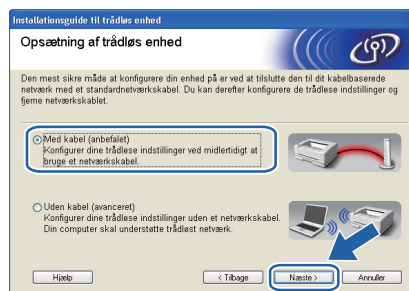 Installationsguide til trådløs enhed
Opsætning af trådløs enhed
Den mest sikre måde at konfigurere din enhed på er ved at tilslutte den til dit kabelbaserede
netværk med et standardnetværkskabel. Du kan derefter konfigurere de trådløse indstillinger og
fjerne netværkskablet.
Med kabel (anbefalet)
Konfigurer dine trådløse indstillinger ved midlertidigt at
bruge et netværkskabel.
Uden kabel (avanceret)
Konfigurer dine trådløse indstillinger uden et netværkskabel.
Din computer skal understøtte trådløst netværk.
Hjælp
< Tilbage
Næste >
Annuller